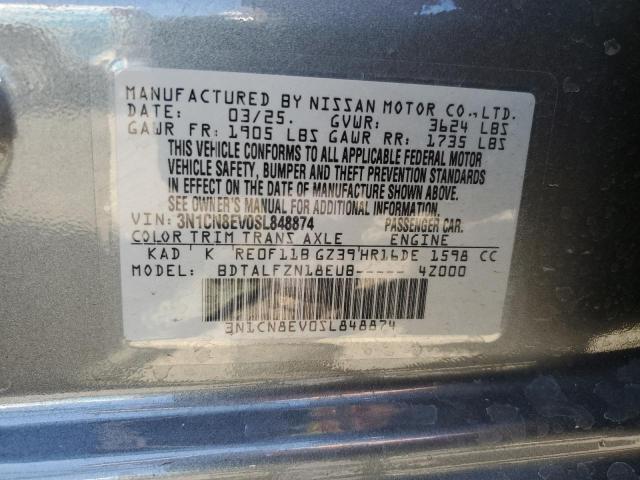 MANUFACTURED BY NISSAN MOTOR CO.,LTD.
DATE: 03/25. GVWR: 3624 LBS
GAWR FR: 1905 LBS GAWR RR: 1735 LBS
THIS VEHICLE CONFORMS TO ALL APPLICABLE FEDERAL MOTOR
VEHICLE SAFETY, BUMPER AND THEFT PREVENTION STANDARDS
IN EFFECT ON THE DATE OF MANUFACTURE SHOWN ABOVE.
SEE OWNER'S MANUAL FOR ADDITIONAL INFORMATION.
VIN: 3N1CN8EV0SL848874 PASSENGER CAR.
COLOR TRIM TRANS AXLE ENGINE
KAD K RE0F11B GZ39 HR16DE 1598 CC
MODEL: BDTALFZN18EUB----- 4Z000
3N1CN8EV0SL848874